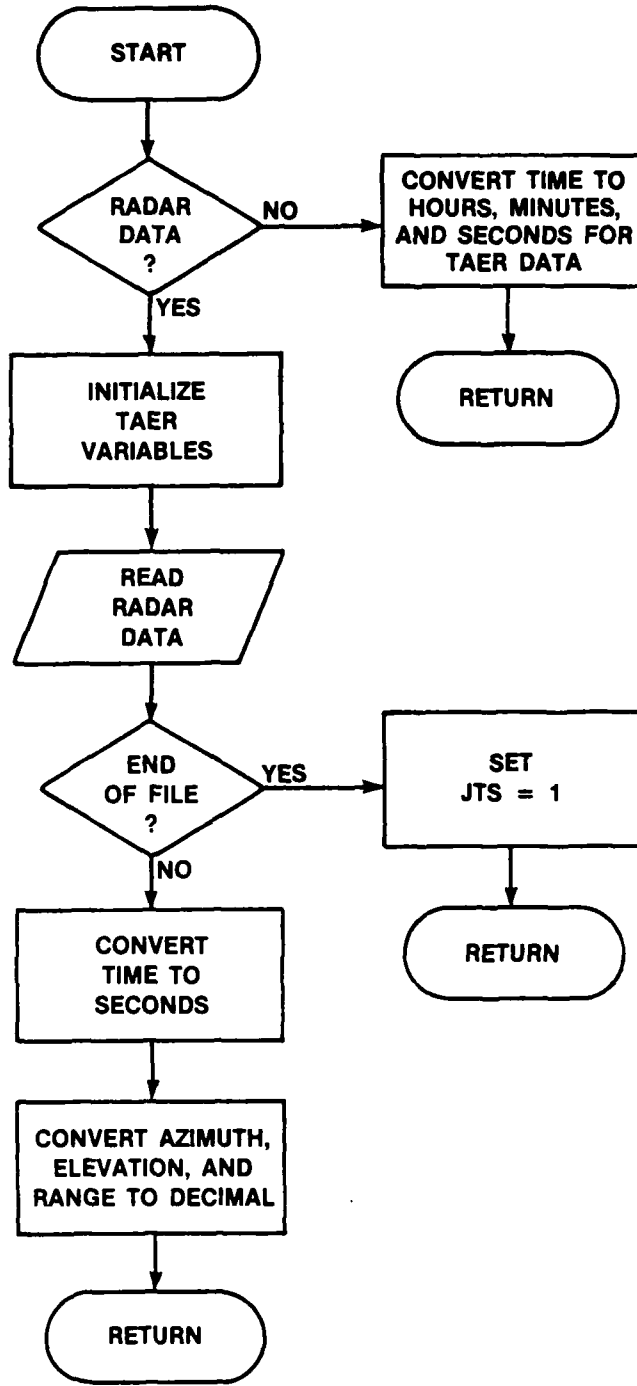 START
RADAR
DATA
?
NO
CONVERT TIME TO
HOURS, MINUTES,
AND SECONDS FOR
TAER DATA
YES
RETURN
INITIALIZE
TAER
VARIABLES
READ
RADAR
DATA
END
OF FILE
?
YES
SET
JTS = 1
NO
RETURN
CONVERT
TIME TO
SECONDS
CONVERT AZIMUTH,
ELEVATION, AND
RANGE TO DECIMAL
RETURN